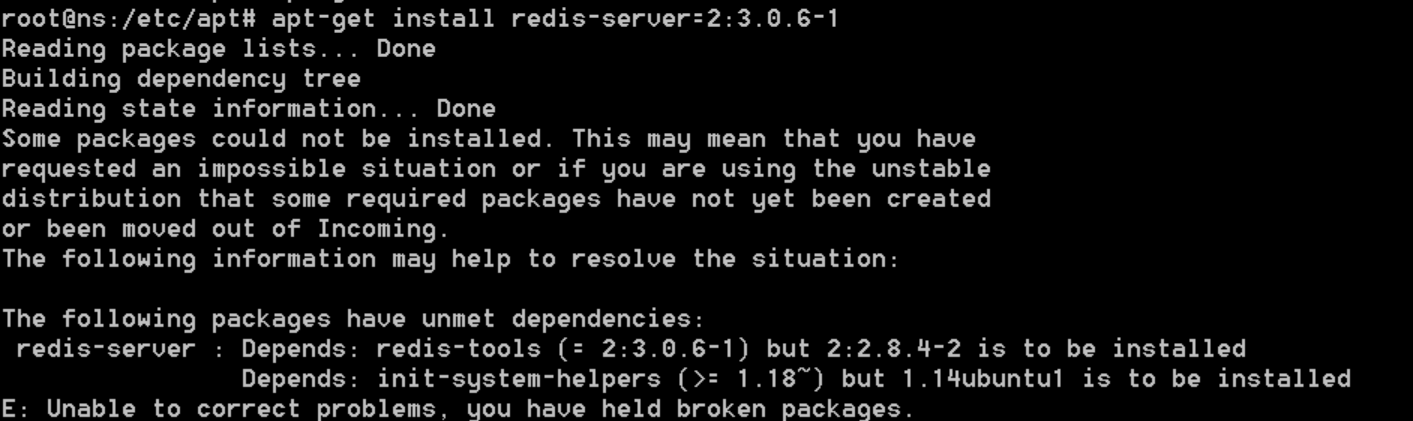 root@ns:/etc/apt# apt-get install redis-server=2:3.0.6-1
Reading package lists... Done
Building dependency tree
Reading state information... Done
Some packages could not be installed. This may mean that you have
requested an impossible situation or if you are using the unstable
distribution that some required packages have not yet been created
or been moved out of Incoming.
The following information may help to resolve the situation:

The following packages have unmet dependencies:
 redis-server : Depends: redis-tools (= 2:3.0.6-1) but 2:2.8.4-2 is to be installed
                Depends: init-system-helpers (>= 1.18~) but 1.14ubuntu1 is to be installed
E: Unable to correct problems, you have held broken packages.